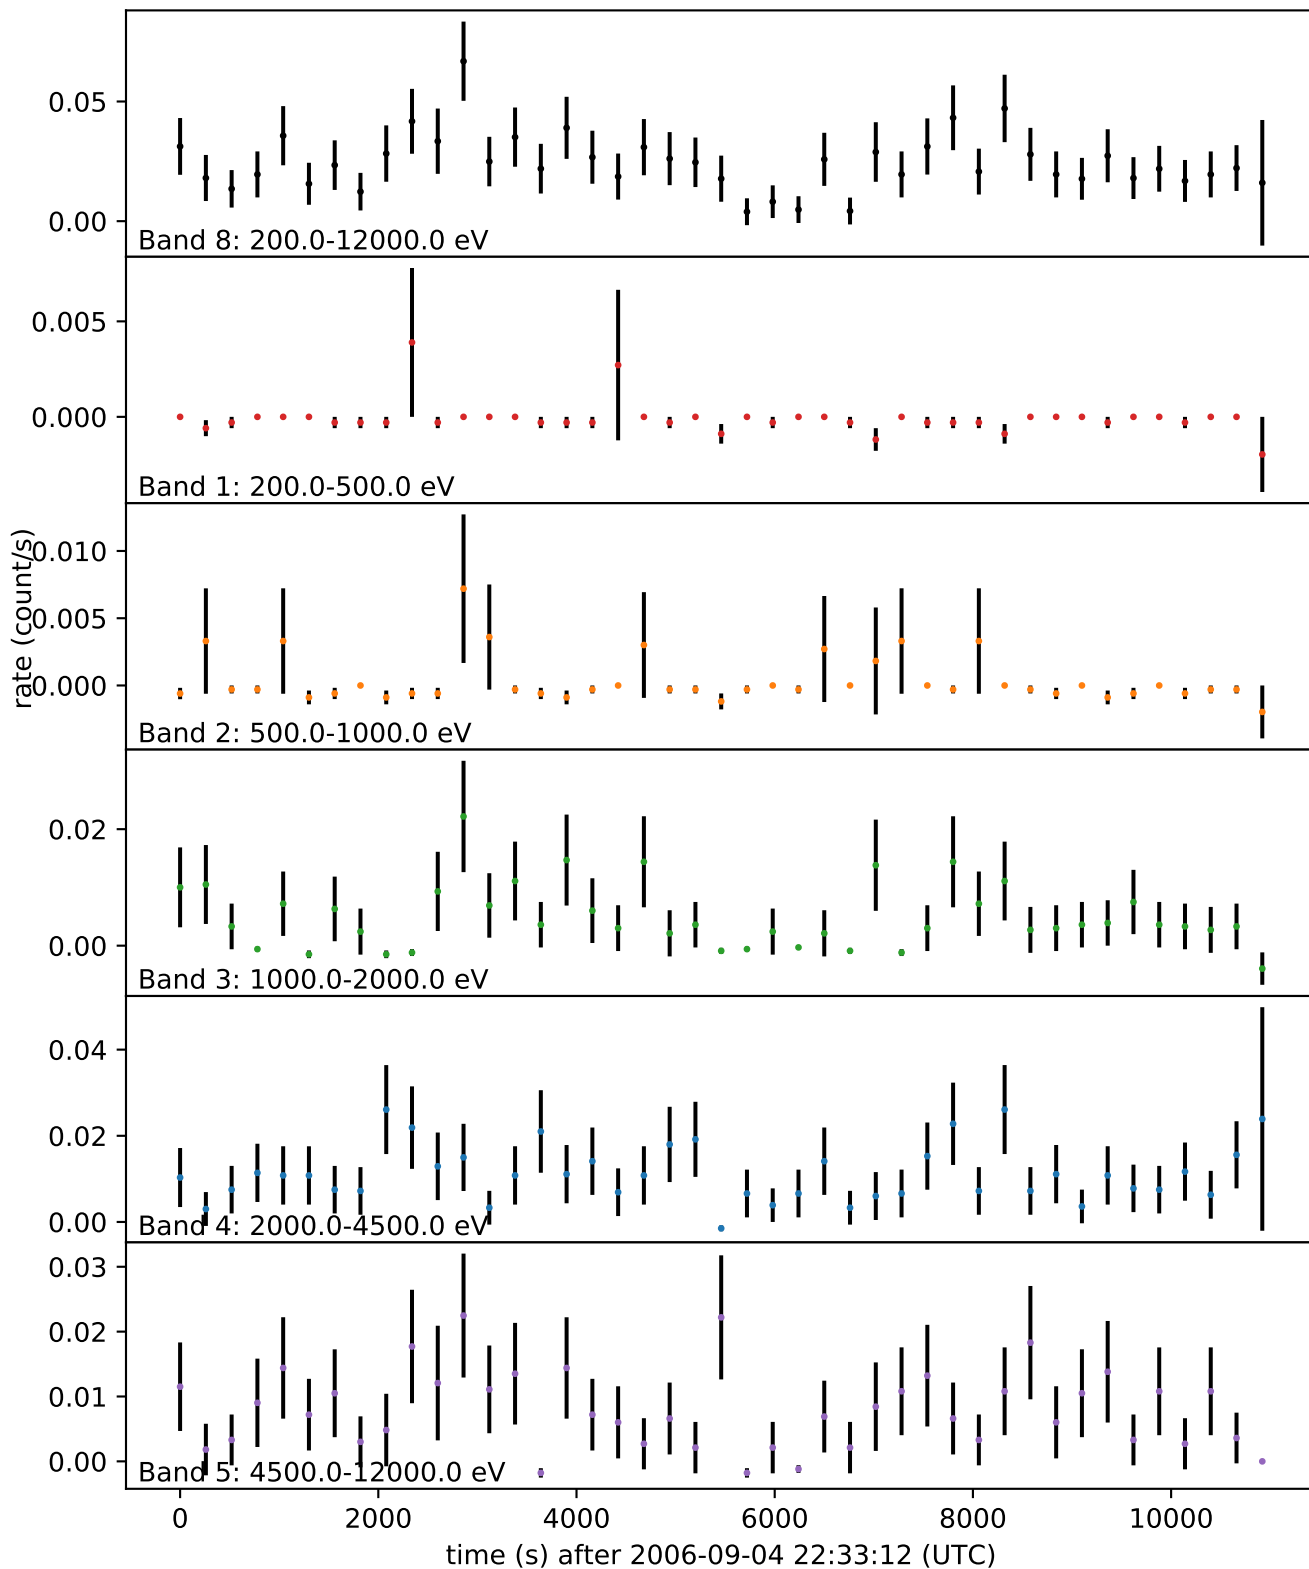 0.05
0.00
Band 8: 200.0-12000.0 eV
0.005
0.000
Band 1: 200.0-500.0 eV
rate (count/s)
0.010
0.005
0.000
Band 2: 500.0-1000.0 eV
0.02
0.00
Band 3: 1000.0-2000.0 eV
0.04
0.02
0.00
Band 4: 2000.0-4500.0 eV
0.03
0.02
0.01
0.00
Band 5: 4500.0-12000.0 eV
0 2000 4000 6000 8000 10000
time (s) after 2006-09-04 22:33:12 (UTC)